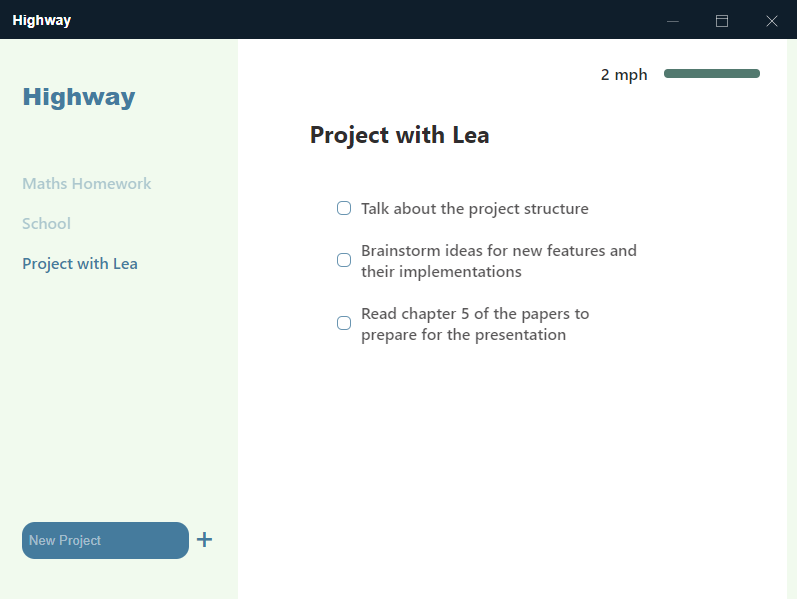 Highway
Highway
Maths Homework
School
Project with Lea
New Project
+
2 mph
Project with Lea
Talk about the project structure
Brainstorm ideas for new features and
their implementations
Read chapter 5 of the papers to
prepare for the presentation